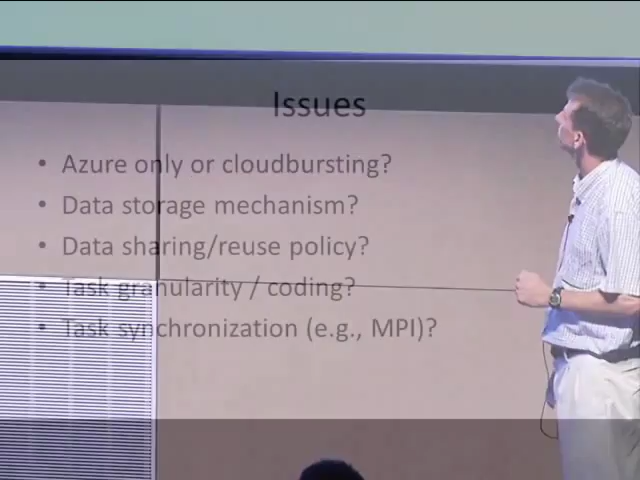 Issues
• Azure only or cloudbursting?
• Data storage mechanism?
• Data sharing/reuse policy?
• Task granularity / coding?
• Task synchronization (e.g., MPI)?